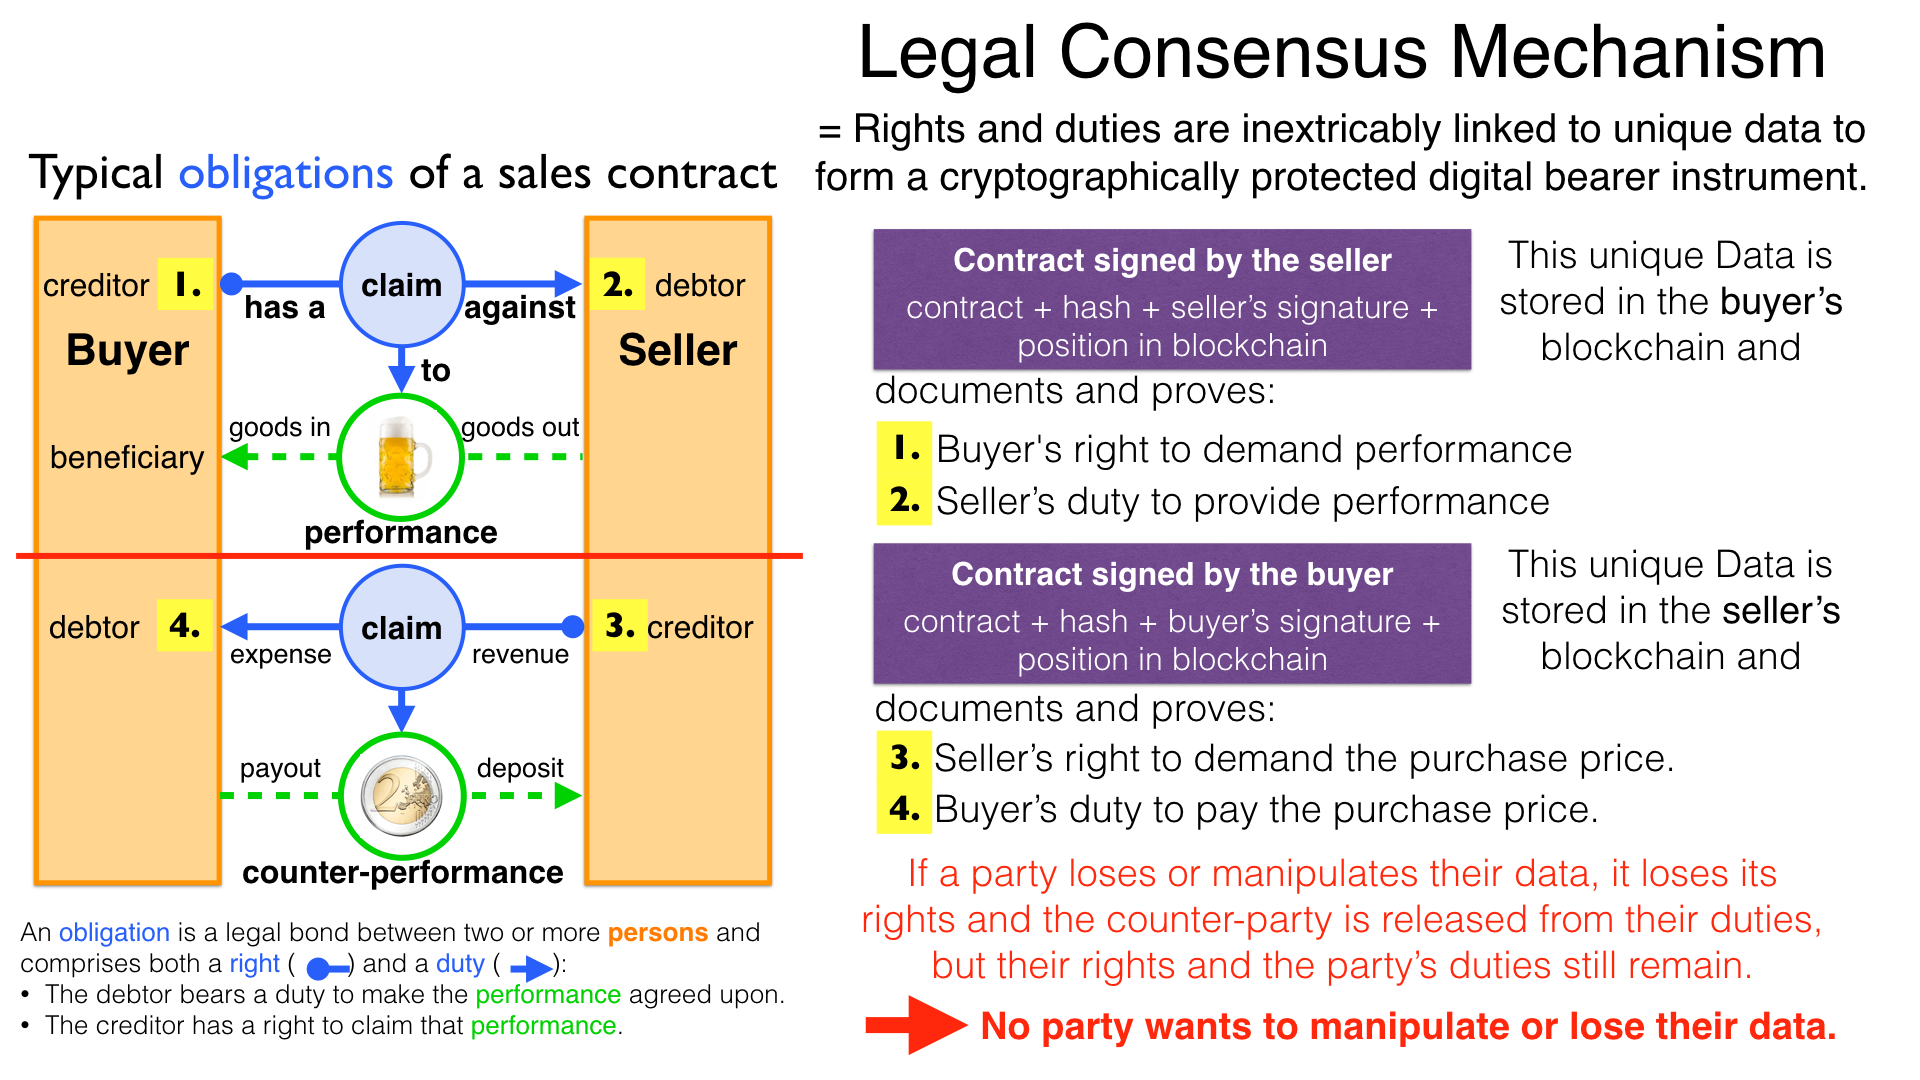 Legal Consensus Mechanism
= Rights and duties are inextricably linked to unique data to
form a cryptographically protected digital bearer instrument.
Typical obligations of a sales contract
creditor 1.
has a
claim
against
2. debtor
Buyer
Seller
to
goods in
goods out
beneficiary
performance
debtor 4.
claim
3. creditor
expense
revenue
payout
deposit
2
counter-performance
An obligation is a legal bond between two or more persons and
comprises both a right ( ) and a duty ( ):
• The debtor bears a duty to make the performance agreed upon.
• The creditor has a right to claim that performance.
Contract signed by the seller
contract + hash + seller’s signature +
position in blockchain
This unique Data is
stored in the buyer’s
blockchain and
documents and proves:
1. Buyer's right to demand performance
2. Seller’s duty to provide performance
Contract signed by the buyer
contract + hash + buyer’s signature +
position in blockchain
This unique Data is
stored in the seller’s
blockchain and
documents and proves:
3. Seller’s right to demand the purchase price.
4. Buyer’s duty to pay the purchase price.
If a party loses or manipulates their data, it loses its
rights and the counter-party is released from their duties,
but their rights and the party’s duties still remain.
No party wants to manipulate or lose their data.